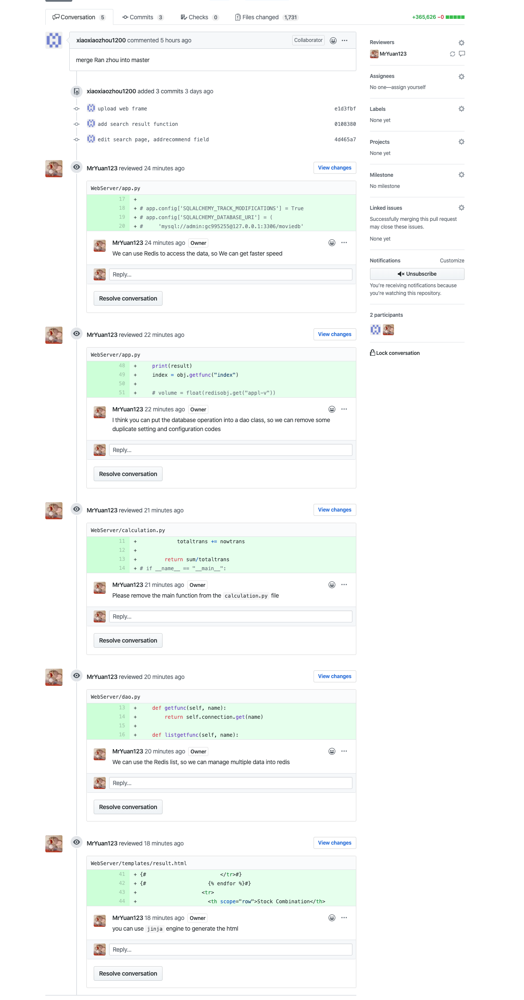 Conversation 5 Commits 3 Checks 0 Files changed 1,731 +365,626 −0
xiaoxiaozhou1200 commented 5 hours ago Collaborator
merge Ran zhou into master
xiaoxiaozhou1200 added 3 commits 3 days ago
upload web frame e1d3fbf
add search result function 0108380
edit search page, addrecommend field 4d465a7
MrYuan123 reviewed 24 minutes ago View changes
WebServer/app.py
17 +
18 + # app.config['SQLALCHEMY_TRACK_MODIFICATIONS'] = True
19 + # app.config['SQLALCHEMY_DATABASE_URI'] = (
20 + #     'mysql://admin:gc995255@127.0.0.1:3306/moviedb'
MrYuan123 24 minutes ago Owner
We can use Redis to access the data, so We can get faster speed
Reply...
Resolve conversation
MrYuan123 reviewed 22 minutes ago View changes
WebServer/app.py
48 +     print(result)
49 +     index = obj.getfunc("index")
50 +
51 +     # volume = float(redisobj.get("appl-v"))
MrYuan123 22 minutes ago Owner
I think you can put the database operation into a dao class, so we can remove some
duplicate setting and configuration codes
Reply...
Resolve conversation
MrYuan123 reviewed 21 minutes ago View changes
WebServer/calculation.py
11 +             totaltrans += nowtrans
12 +
13 +         return sum/totaltrans
14 + # if __name__ == "__main__":
MrYuan123 21 minutes ago Owner
Please remove the main function from the calculation.py file
Reply...
Resolve conversation
MrYuan123 reviewed 20 minutes ago View changes
WebServer/dao.py
13 +     def getfunc(self, name):
14 +         return self.connection.get(name)
15 +
16 +     def listgetfunc(self, name):
MrYuan123 20 minutes ago Owner
We can use the Redis list, so we can manage multiple data into redis
Reply...
Resolve conversation
MrYuan123 reviewed 18 minutes ago View changes
WebServer/templates/result.html
41 + {#                        </tr>#}
42 + {#                    {% endfor %}#}
43 +                     <tr>
44 +                       <th scope="row">Stock Combination</th>
MrYuan123 18 minutes ago Owner
you can use jinja engine to generate the html
Reply...
Resolve conversation
Reviewers
MrYuan123
Assignees
No one—assign yourself
Labels
None yet
Projects
None yet
Milestone
No milestone
Linked issues
Successfully merging this pull request
may close these issues.
None yet
Notifications Customize
Unsubscribe
You're receiving notifications because
you're watching this repository.
2 participants
Lock conversation